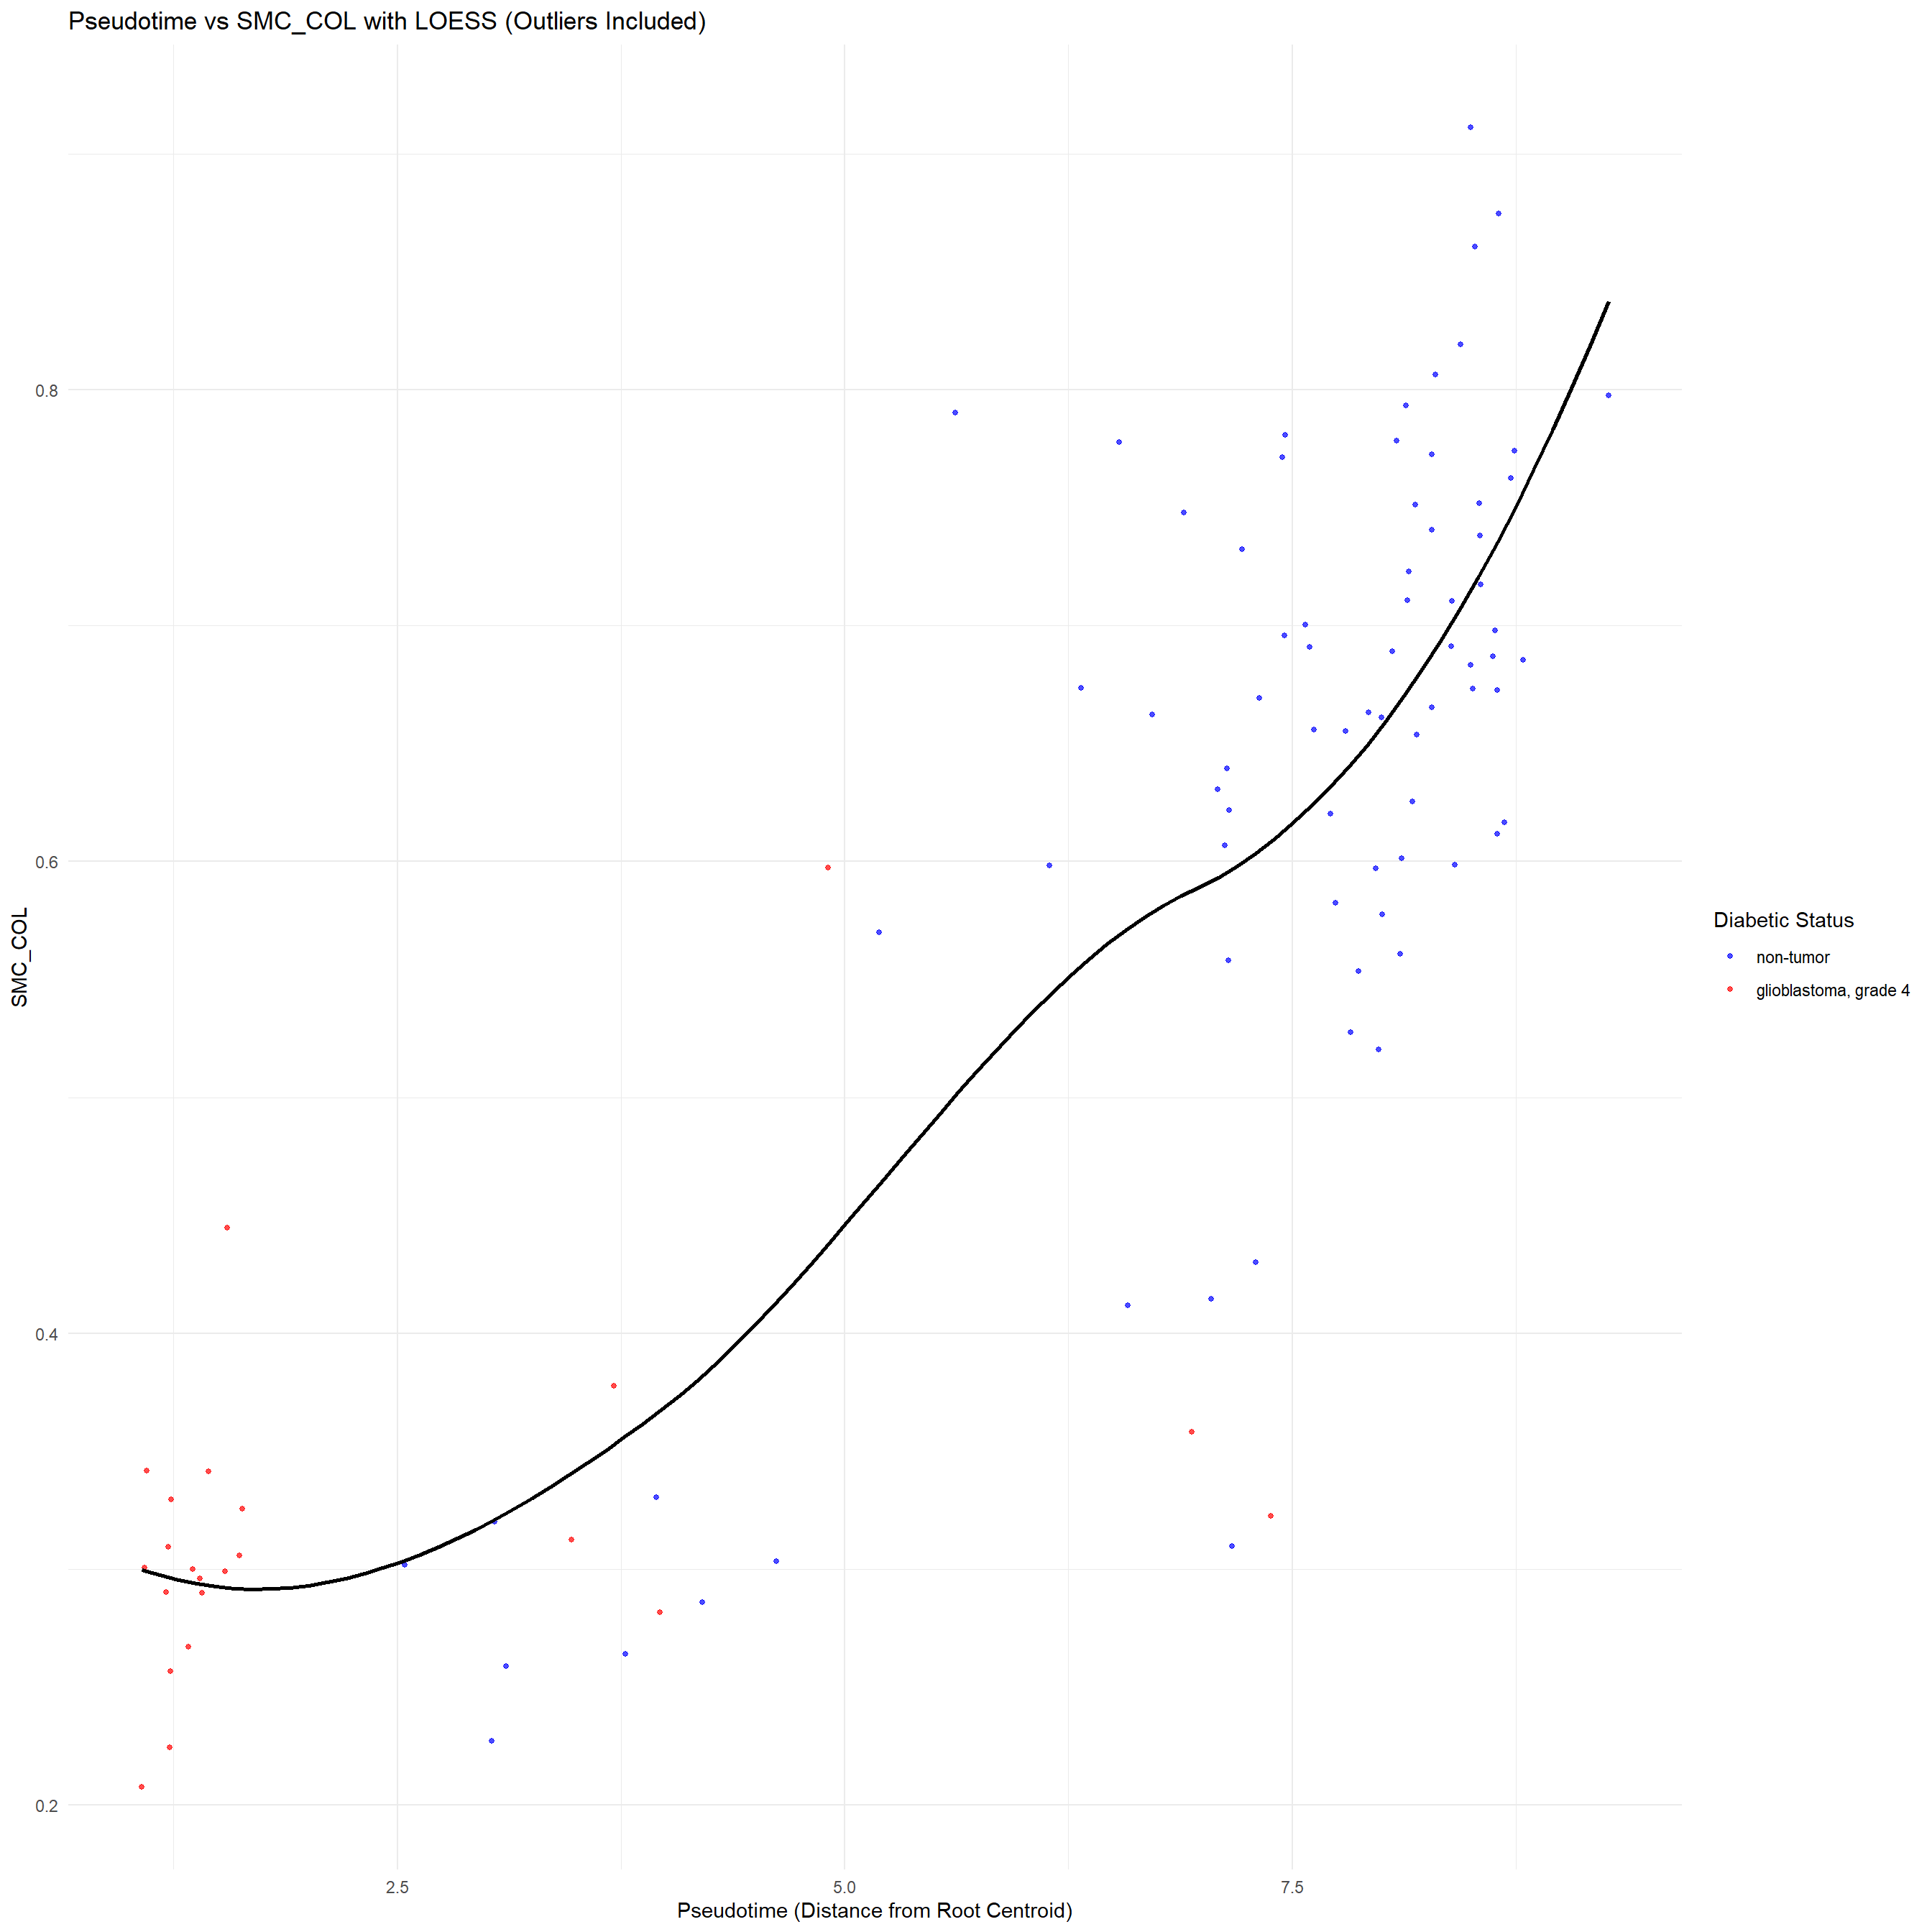 Pseudotime vs SMC_COL with LOESS (Outliers Included)
0.8
0.6
0.4
0.2
SMC_COL
2.5
5.0
7.5
Pseudotime (Distance from Root Centroid)
Diabetic Status
non-tumor
glioblastoma, grade 4